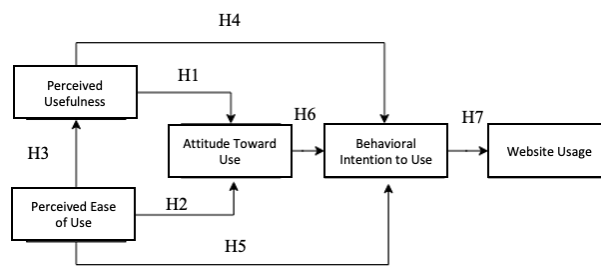 H4
Perceived
Usefulness
H1
H3
Attitude Toward
Use
H6
Behavioral
Intention to Use
H7
Website Usage
Perceived Ease
of Use
H2
H5